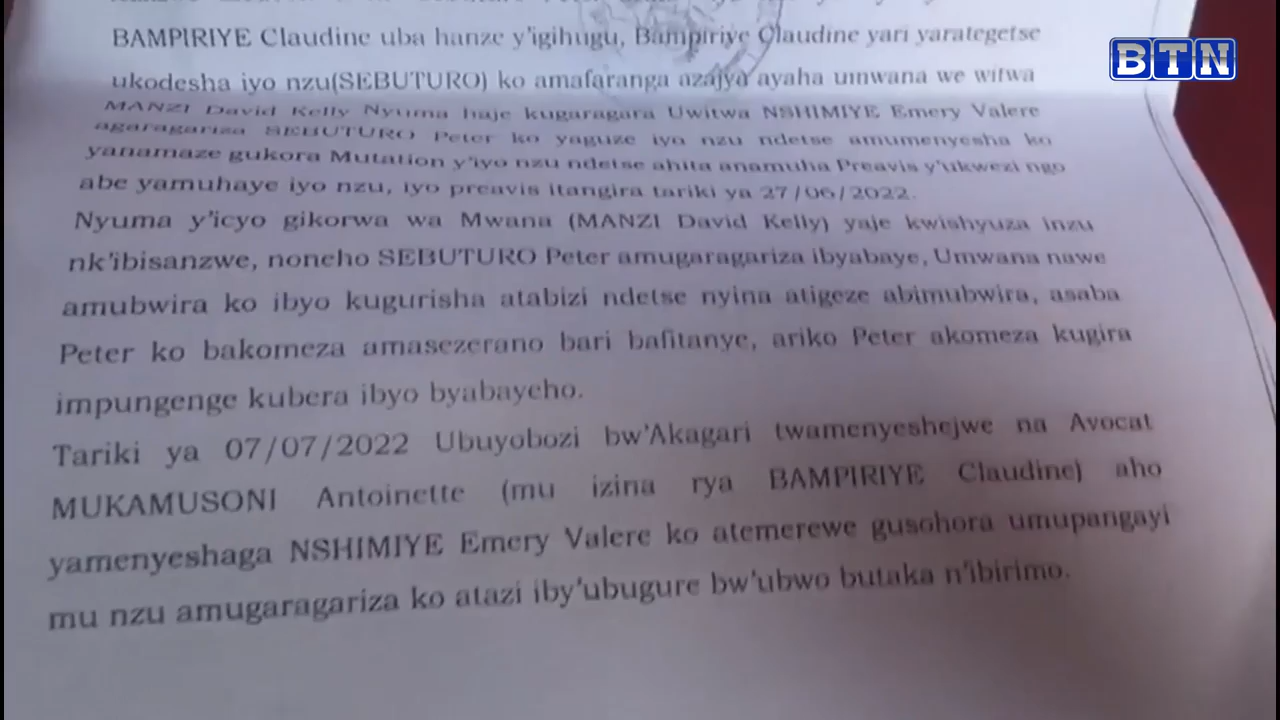 BTN
BAMPIRIYE Claudine uba hanze y'igihugu, Bampiriye Claudine yari yarategetse
ukodesha iyo nzu(SEBUTURO) ko amafaranga azajya ayaha umwana we witwa
MANZI David Kelly Nyuma haje kugaragara Uwitwa NSHIMIYE Emery Valere
agaragariza SEBUTURO Peter ko yaguze iyo nzu ndetse amumenyesha ko
yanamaze gukora Mutation y'iyo nzu ndetse ahita anamuha Preavis y'ukwezi ngo
abe yamuhaye iyo nzu, iyo preavis itangira tariki ya 27/06/2022.
Nyuma y'icyo gikorwa wa Mwana (MANZI David Kelly) yaje kwishyuza inzu
nk'ibisanzwe, noneho SEBUTURO Peter amugaragariza ibyabaye, Umwana nawe
amubwira ko ibyo kugurisha atabizi ndetse nyina atigeze abimubwira, asaba
Peter ko bakomeza amasezerano bari bafitanye, ariko Peter akomeza kugira
impungenge kubera ibyo byabayeho.
Tariki ya 07/07/2022 Ubuyobozi bw'Akagari twamenyeshejwe na Avocat
MUKAMUSONI Antoinette (mu izina rya BAMPIRIYE Claudine) aho
yamenyeshaga NSHIMIYE Emery Valere ko atemerewe gusohora umupangayi
mu nzu amugaragariza ko atazi iby'ubugure bw'ubwo butaka n'ibirimo.